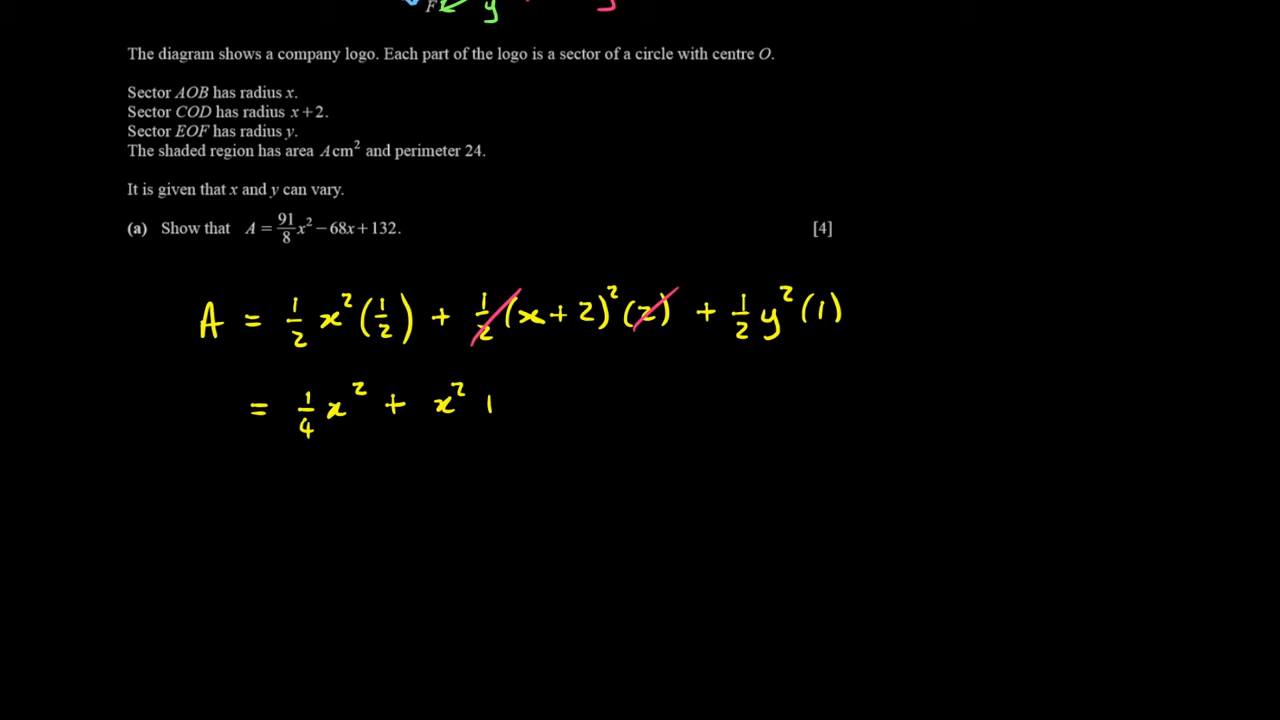 F y y
The diagram shows a company logo. Each part of the logo is a sector of a circle with centre O.
Sector AOB has radius x.
Sector COD has radius x+2.
Sector EOF has radius y.
The shaded region has area A cm² and perimeter 24.
It is given that x and y can vary.
(a) Show that A = 91/8 x² − 68x + 132. [4]
A = 1/2 x² (1/2) + 1/2 (x + 2)² (2) + 1/2 y² (1)
= 1/4 x² + x² ı